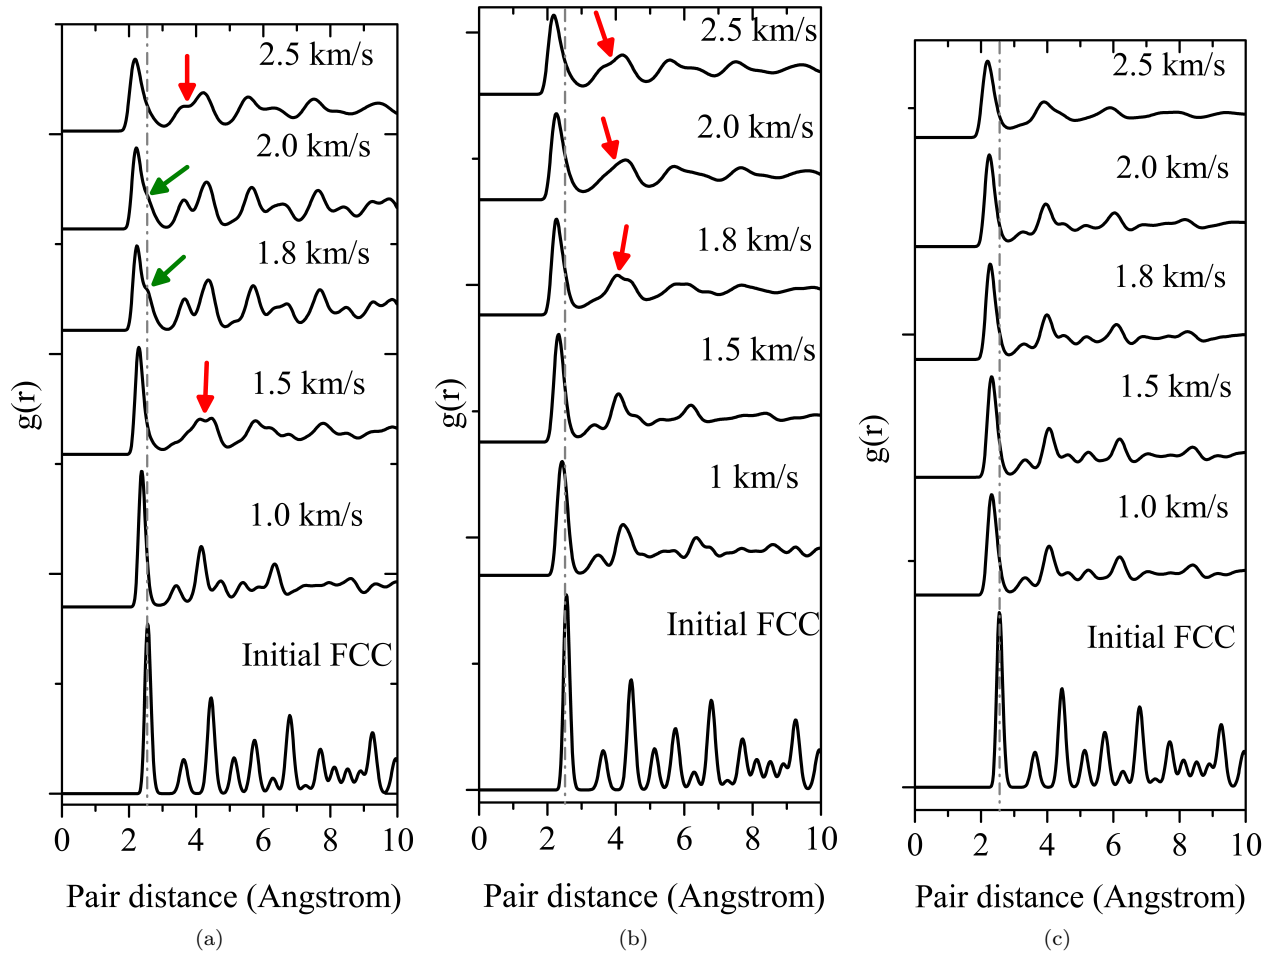 2.5 km/s
2.0 km/s
1.8 km/s
1.5 km/s
1.0 km/s
Initial FCC
g(r)
0 2 4 6 8 10
Pair distance (Angstrom)
(a)
2.5 km/s
2.0 km/s
1.8 km/s
1.5 km/s
1 km/s
Initial FCC
g(r)
0 2 4 6 8 10
Pair distance (Angstrom)
(b)
2.5 km/s
2.0 km/s
1.8 km/s
1.5 km/s
1.0 km/s
Initial FCC
g(r)
0 2 4 6 8 10
Pair distance (Angstrom)
(c)